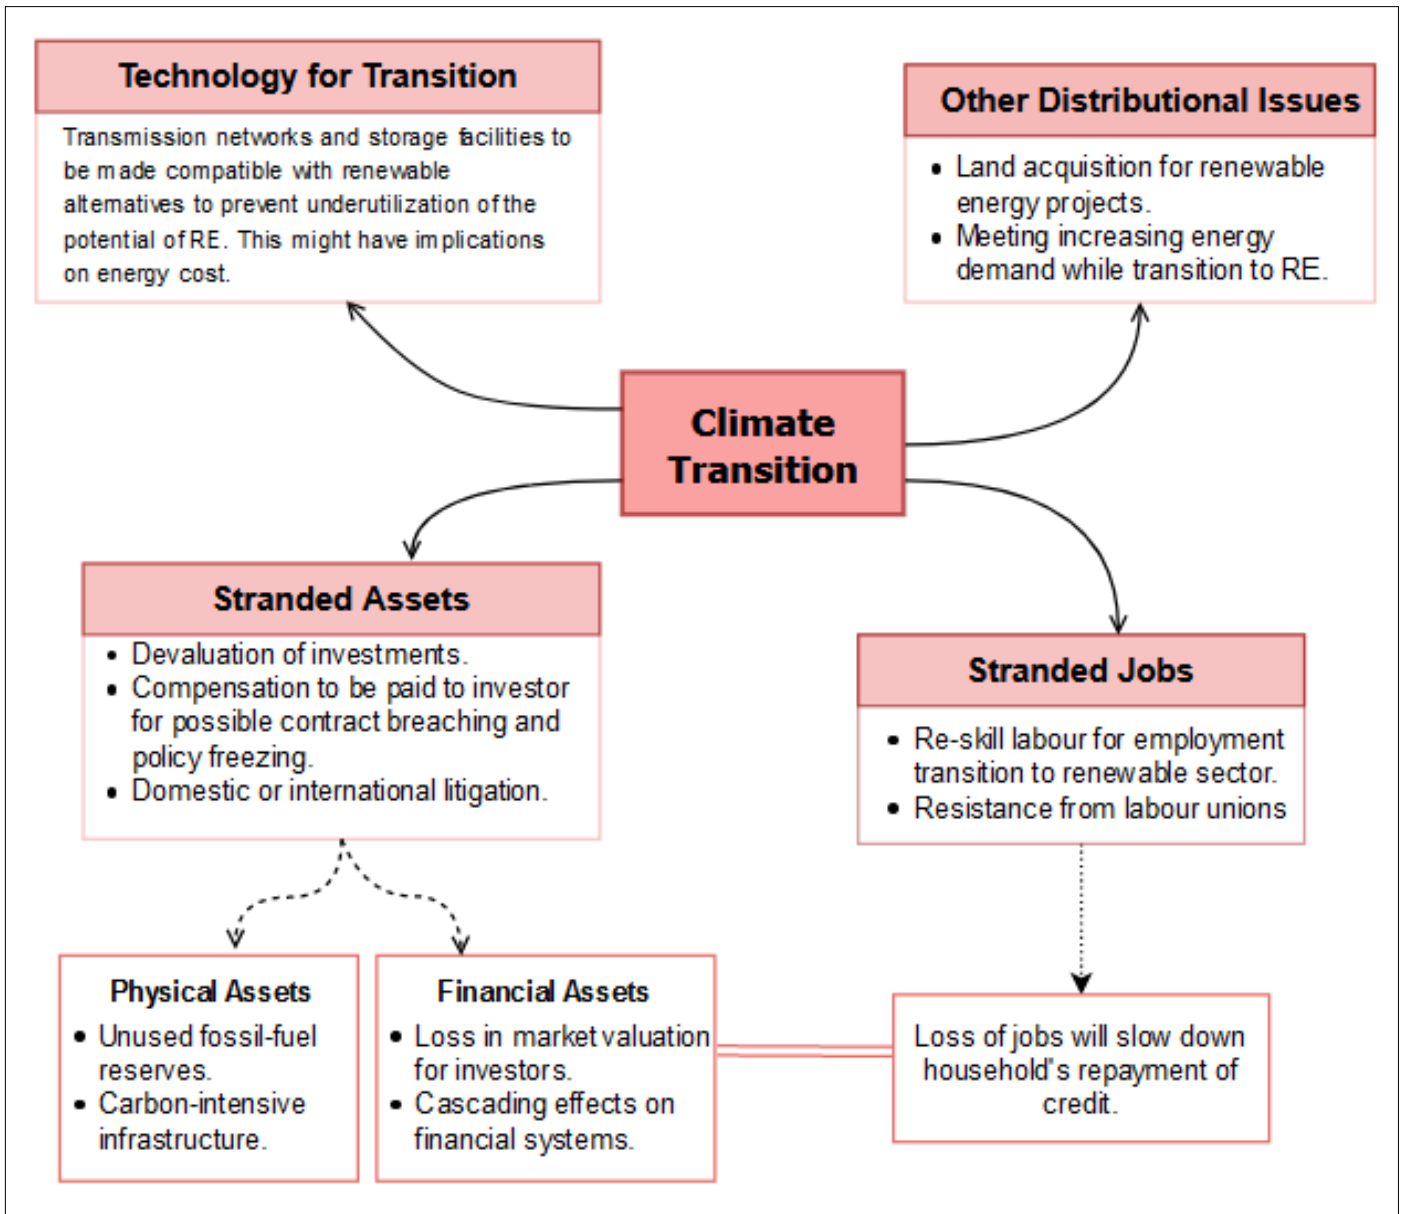 Technology for Transition
Transmission networks and storage facilities to
be made compatible with renewable
alternatives to prevent underutilization of the
potential of RE. This might have implications
on energy cost.
Other Distributional Issues
• Land acquisition for renewable
energy projects.
• Meeting increasing energy
demand while transition to RE.
Climate
Transition
Stranded Assets
• Devaluation of investments.
• Compensation to be paid to investor
for possible contract breaching and
policy freezing.
• Domestic or international litigation.
Stranded Jobs
• Re-skill labour for employment
transition to renewable sector.
• Resistance from labour unions
Physical Assets
• Unused fossil-fuel
reserves.
• Carbon-intensive
infrastructure.
Financial Assets
• Loss in market valuation
for investors.
• Cascading effects on
financial systems.
Loss of jobs will slow down
household's repayment of
credit.